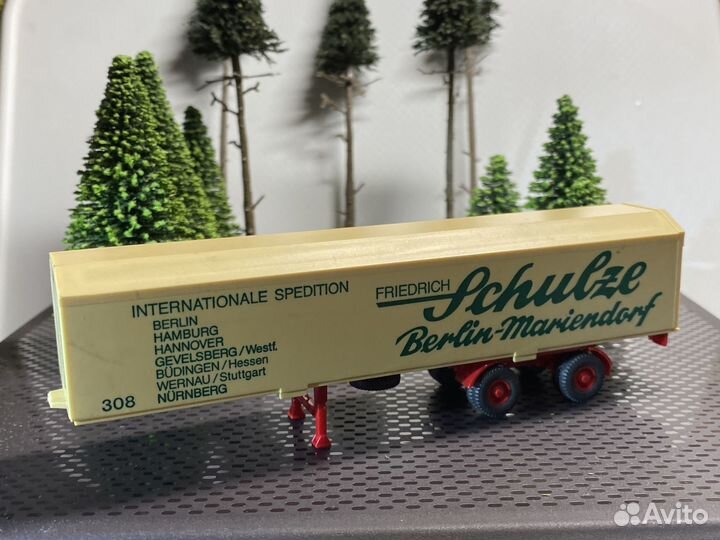 INTERNATIONALE SPEDITION
BERLIN
HAMBURG
HANNOVER
GEVELSBERG/Westf.
BÜDINGEN/Hessen
WERNAU/Stuttgart
NÜRNBERG
308
FRIEDRICH Schulze
Berlin-Mariendorf
Avito